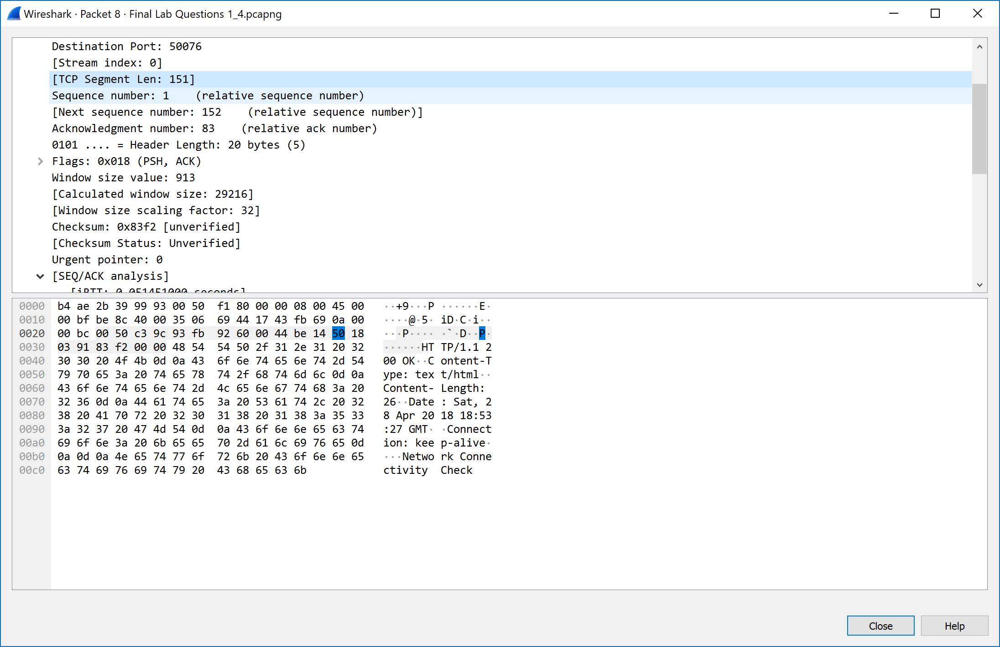 Wireshark · Packet 8 · Final Lab Questions 1_4.pcapng
Destination Port: 50076
[Stream index: 0]
[TCP Segment Len: 151]
Sequence number: 1    (relative sequence number)
[Next sequence number: 152    (relative sequence number)]
Acknowledgment number: 83    (relative ack number)
0101 .... = Header Length: 20 bytes (5)
Flags: 0x018 (PSH, ACK)
Window size value: 913
[Calculated window size: 29216]
[Window size scaling factor: 32]
Checksum: 0x83f2 [unverified]
[Checksum Status: Unverified]
Urgent pointer: 0
[SEQ/ACK analysis]
[iRTT: 0.051451000 seconds]
0000 b4 ae 2b 39 99 93 00 50  f1 80 00 00 08 00 45 00  ··+9···P ······E·
0010 00 bf be 8c 40 00 35 06  69 44 17 43 fb 69 0a 00  ····@·5· iD·C·i··
0020 00 bc 00 50 c3 9c 93 fb  92 60 00 44 be 14 50 18  ···P···· ·`·D··P·
0030 03 91 83 f2 00 00 48 54  54 50 2f 31 2e 31 20 32  ······HT TP/1.1 2
0040 30 30 20 4f 4b 0d 0a 43  6f 6e 74 65 6e 74 2d 54  00 OK··C ontent-T
0050 79 70 65 3a 20 74 65 78  74 2f 68 74 6d 6c 0d 0a  ype: tex t/html··
0060 43 6f 6e 74 65 6e 74 2d  4c 65 6e 67 74 68 3a 20  Content- Length:
0070 32 36 0d 0a 44 61 74 65  3a 20 53 61 74 2c 20 32  26··Date : Sat, 2
0080 38 20 41 70 72 20 32 30  31 38 20 31 38 3a 35 33  8 Apr 20 18 18:53
0090 3a 32 37 20 47 4d 54 0d  0a 43 6f 6e 6e 65 63 74  :27 GMT· ·Connect
00a0 69 6f 6e 3a 20 6b 65 65  70 2d 61 6c 69 76 65 0d  ion: kee p-alive·
00b0 0a 0d 0a 4e 65 74 77 6f  72 6b 20 43 6f 6e 6e 65  ···Netwo rk Conne
00c0 63 74 69 76 69 74 79 20  43 68 65 63 6b  ctivity  Check
Close
Help